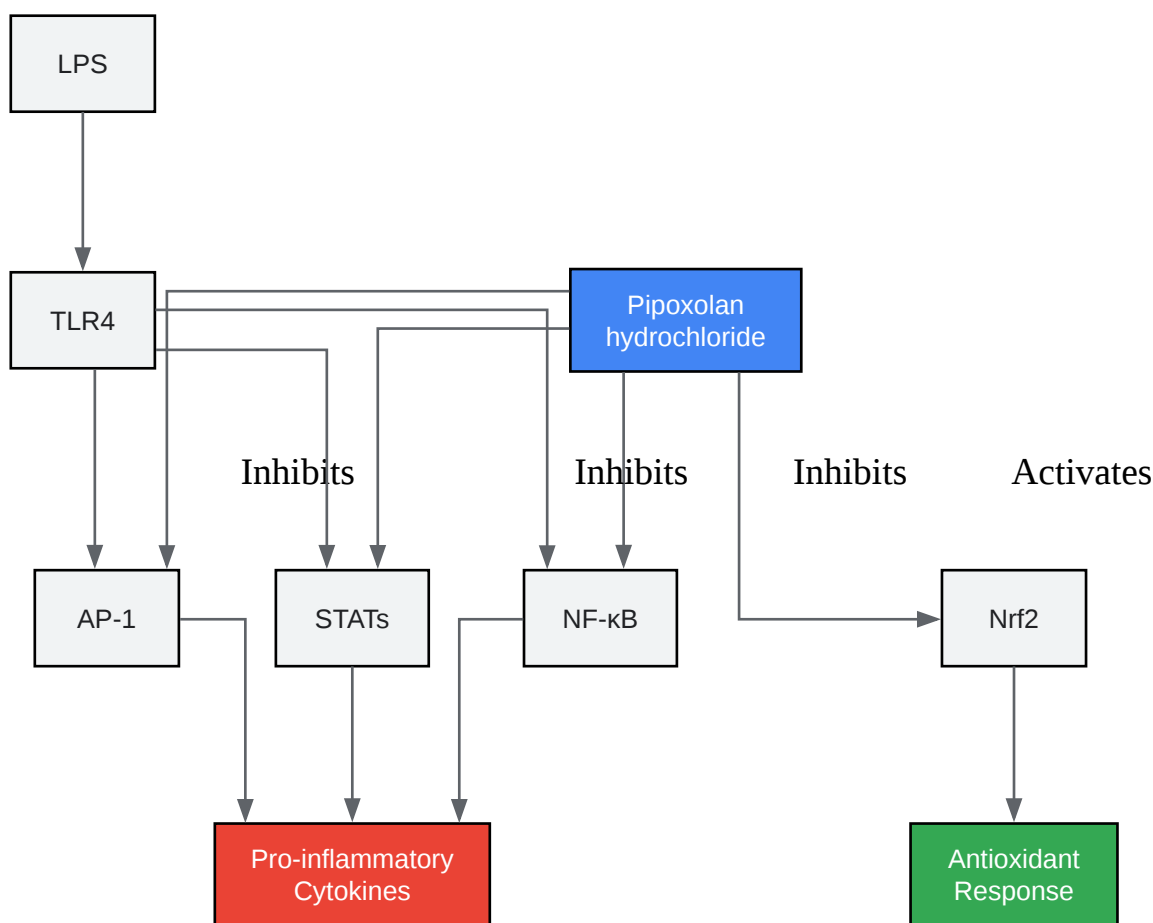 LPS
TLR4
Pipoxolan
hydrochloride
Inhibits
Inhibits
Inhibits
Activates
AP-1
STATs
NF-κB
Nrf2
Pro-inflammatory
Cytokines
Antioxidant
Response